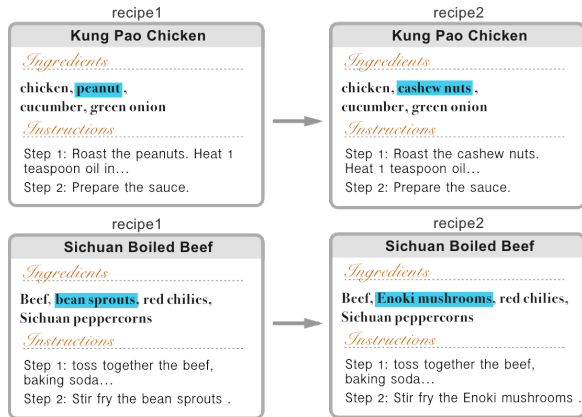 recipe1
Kung Pao Chicken
Ingredients
chicken, peanut ,
cucumber, green onion
Instructions
Step 1: Roast the peanuts. Heat 1
teaspoon oil in...
Step 2: Prepare the sauce.
recipe2
Kung Pao Chicken
Ingredients
chicken, cashew nuts ,
cucumber, green onion
Instructions
Step 1: Roast the cashew nuts.
Heat 1 teaspoon oil...
Step 2: Prepare the sauce.
recipe1
Sichuan Boiled Beef
Ingredients
Beef, bean sprouts, red chilies,
Sichuan peppercorns
Instructions
Step 1: toss together the beef,
baking soda...
Step 2: Stir fry the bean sprouts .
recipe2
Sichuan Boiled Beef
Ingredients
Beef, Enoki mushrooms, red chilies,
Sichuan peppercorns
Instructions
Step 1: toss together the beef,
baking soda...
Step 2: Stir fry the Enoki mushrooms .